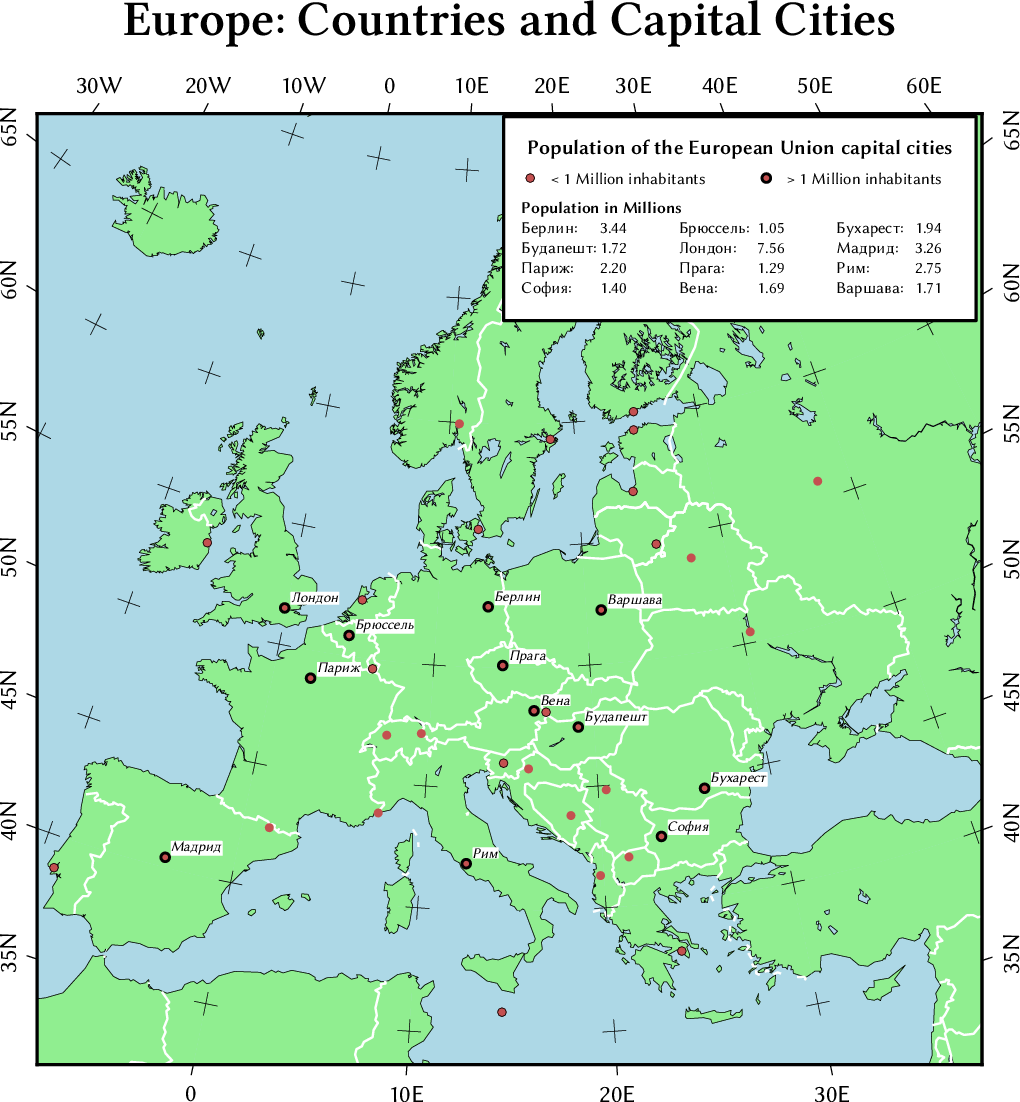 Europe: Countries and Capital Cities
30W 20W 10W 0 10E 20E 30E 40E 50E 60E
65N 65N
Population of the European Union capital cities
< 1 Million inhabitants > 1 Million inhabitants
Population in Millions
Берлин: 3.44 Брюссель: 1.05 Бухарест: 1.94
Будапешт: 1.72 Лондон: 7.56 Мадрид: 3.26
Париж: 2.20 Прага: 1.29 Рим: 2.75
София: 1.40 Вена: 1.69 Варшава: 1.71
60N 60N
55N 55N
50N 50N
Лондон Берлин Варшава
Брюссель
Париж Прага
45N 45N
Вена
Будапешт
Бухарест
40N 40N
София
Мадрид Рим
35N 35N
0 10E 20E 30E